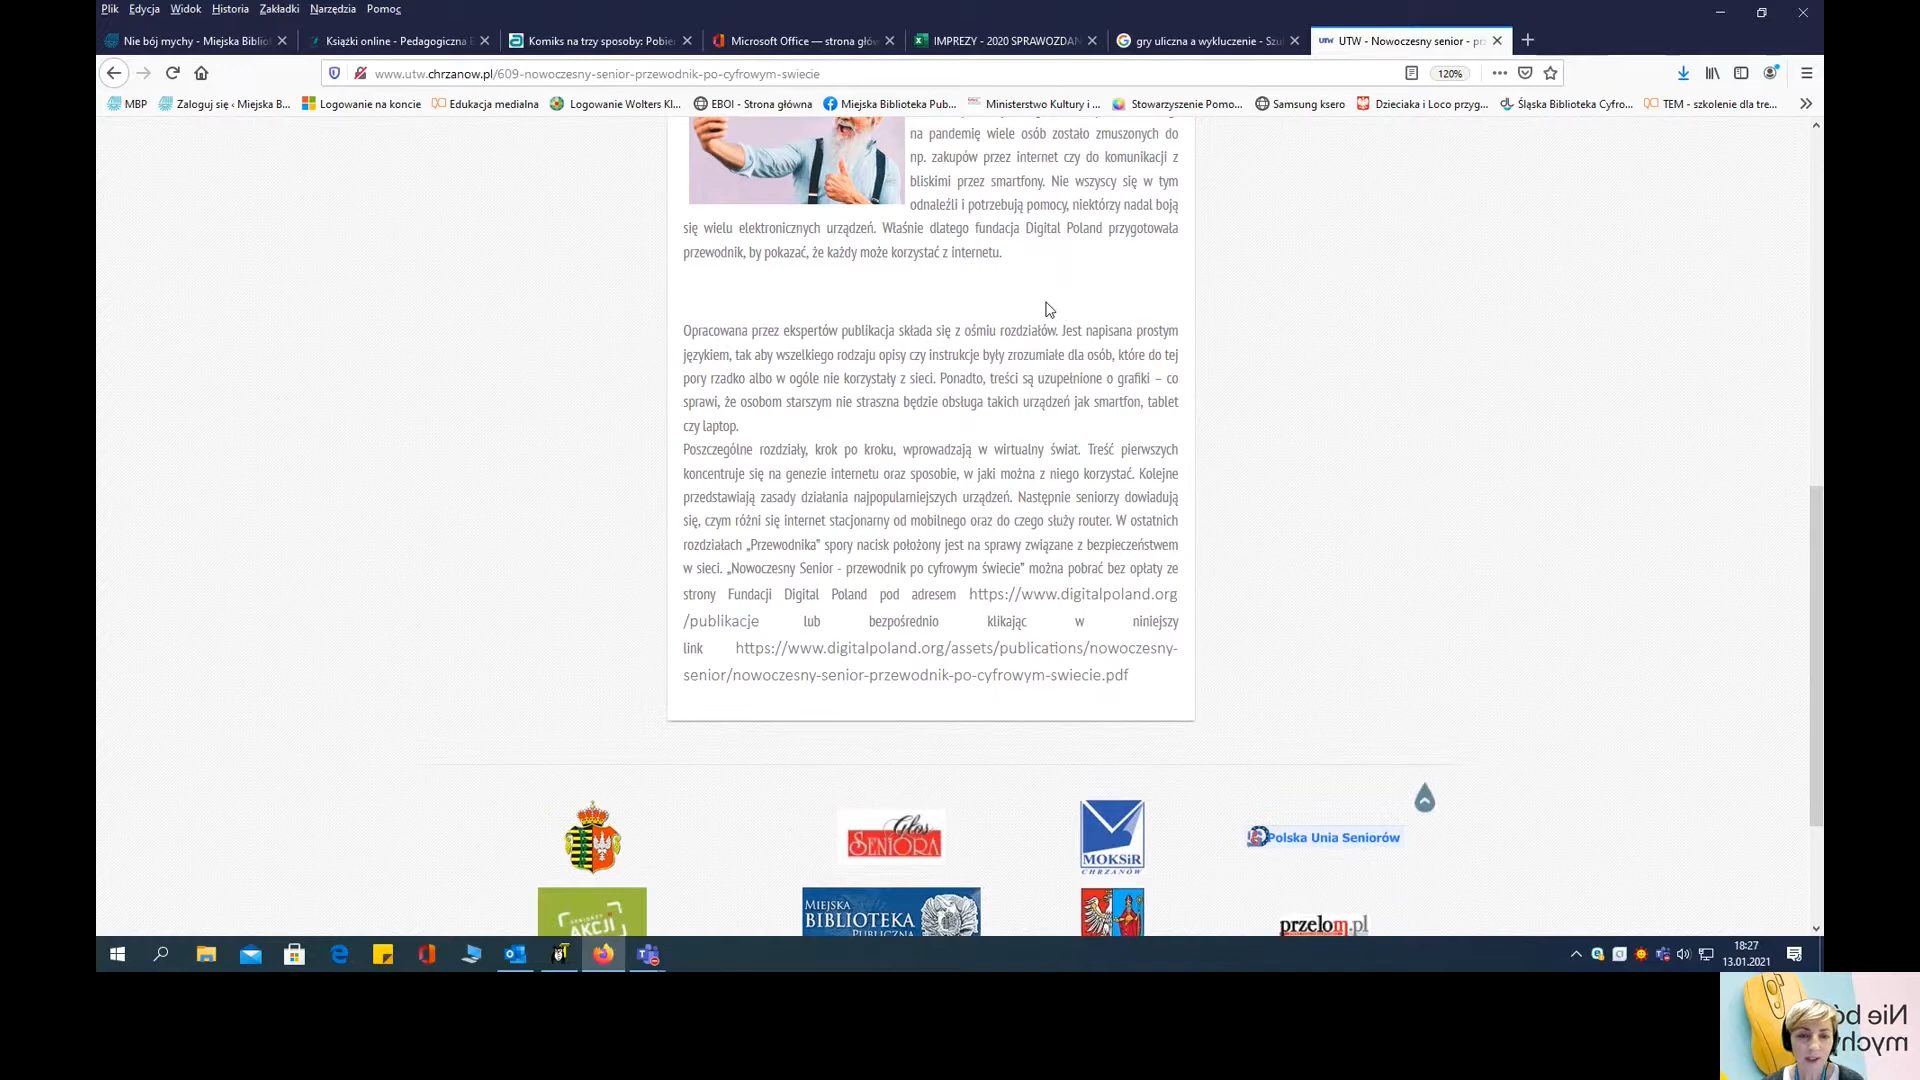 Plik Edycja Widok Historia Zakładki Narzędzia Pomoc
Nie bój mychy - Miejska Bibliot
Książki online - Pedagogiczna B
Komiks na trzy sposoby: Pobier
Microsoft Office — strona głów
IMPREZY - 2020 SPRAWOZDAN
gry uliczna a wykluczenie - Szu
UTW - Nowoczesny senior - prz
www.utw.chrzanow.pl/609-nowoczesny-senior-przewodnik-po-cyfrowym-swiecie
120%
MBP Zaloguj się ‹ Miejska B... Logowanie na koncie Edukacja medialna Logowanie Wolters Kl... EBOI - Strona główna Miejska Biblioteka Pub... Ministerstwo Kultury i ... Stowarzyszenie Pomo... Samsung ksero Dzieciaka i Loco przyg... Śląska Biblioteka Cyfro... TEM - szkolenie dla tre...
na pandemię wiele osób zostało zmuszonych do
np. zakupów przez internet czy do komunikacji z
bliskimi przez smartfony. Nie wszyscy się w tym
odnaleźli i potrzebują pomocy, niektórzy nadal boją
się wielu elektronicznych urządzeń. Właśnie dlatego fundacja Digital Poland przygotowała
przewodnik, by pokazać, że każdy może korzystać z internetu.
Opracowana przez ekspertów publikacja składa się z ośmiu rozdziałów. Jest napisana prostym
językiem, tak aby wszelkiego rodzaju opisy czy instrukcje były zrozumiałe dla osób, które do tej
pory rzadko albo w ogóle nie korzystały z sieci. Ponadto, treści są uzupełnione o grafiki – co
sprawi, że osobom starszym nie straszna będzie obsługa takich urządzeń jak smartfon, tablet
czy laptop.
Poszczególne rozdziały, krok po kroku, wprowadzają w wirtualny świat. Treść pierwszych
koncentruje się na genezie internetu oraz sposobie, w jaki można z niego korzystać. Kolejne
przedstawiają zasady działania najpopularniejszych urządzeń. Następnie seniorzy dowiadują
się, czym różni się internet stacjonarny od mobilnego oraz do czego służy router. W ostatnich
rozdziałach „Przewodnika” spory nacisk położony jest na sprawy związane z bezpieczeństwem
w sieci. „Nowoczesny Senior - przewodnik po cyfrowym świecie” można pobrać bez opłaty ze
strony Fundacji Digital Poland pod adresem https://www.digitalpoland.org
/publikacje lub bezpośrednio klikając w niniejszy
link https://www.digitalpoland.org/assets/publications/nowoczesny-
senior/nowoczesny-senior-przewodnik-po-cyfrowym-swiecie.pdf
Głos
SENIORA
MOKSiR
CHRZANÓW
Polska Unia Seniorów
SENIORZY
AKCJI
MIEJSKA
BIBLIOTEKA
PUBLICZNA
przelom.pl
18:27
13.01.2021
Nie bó
mychy